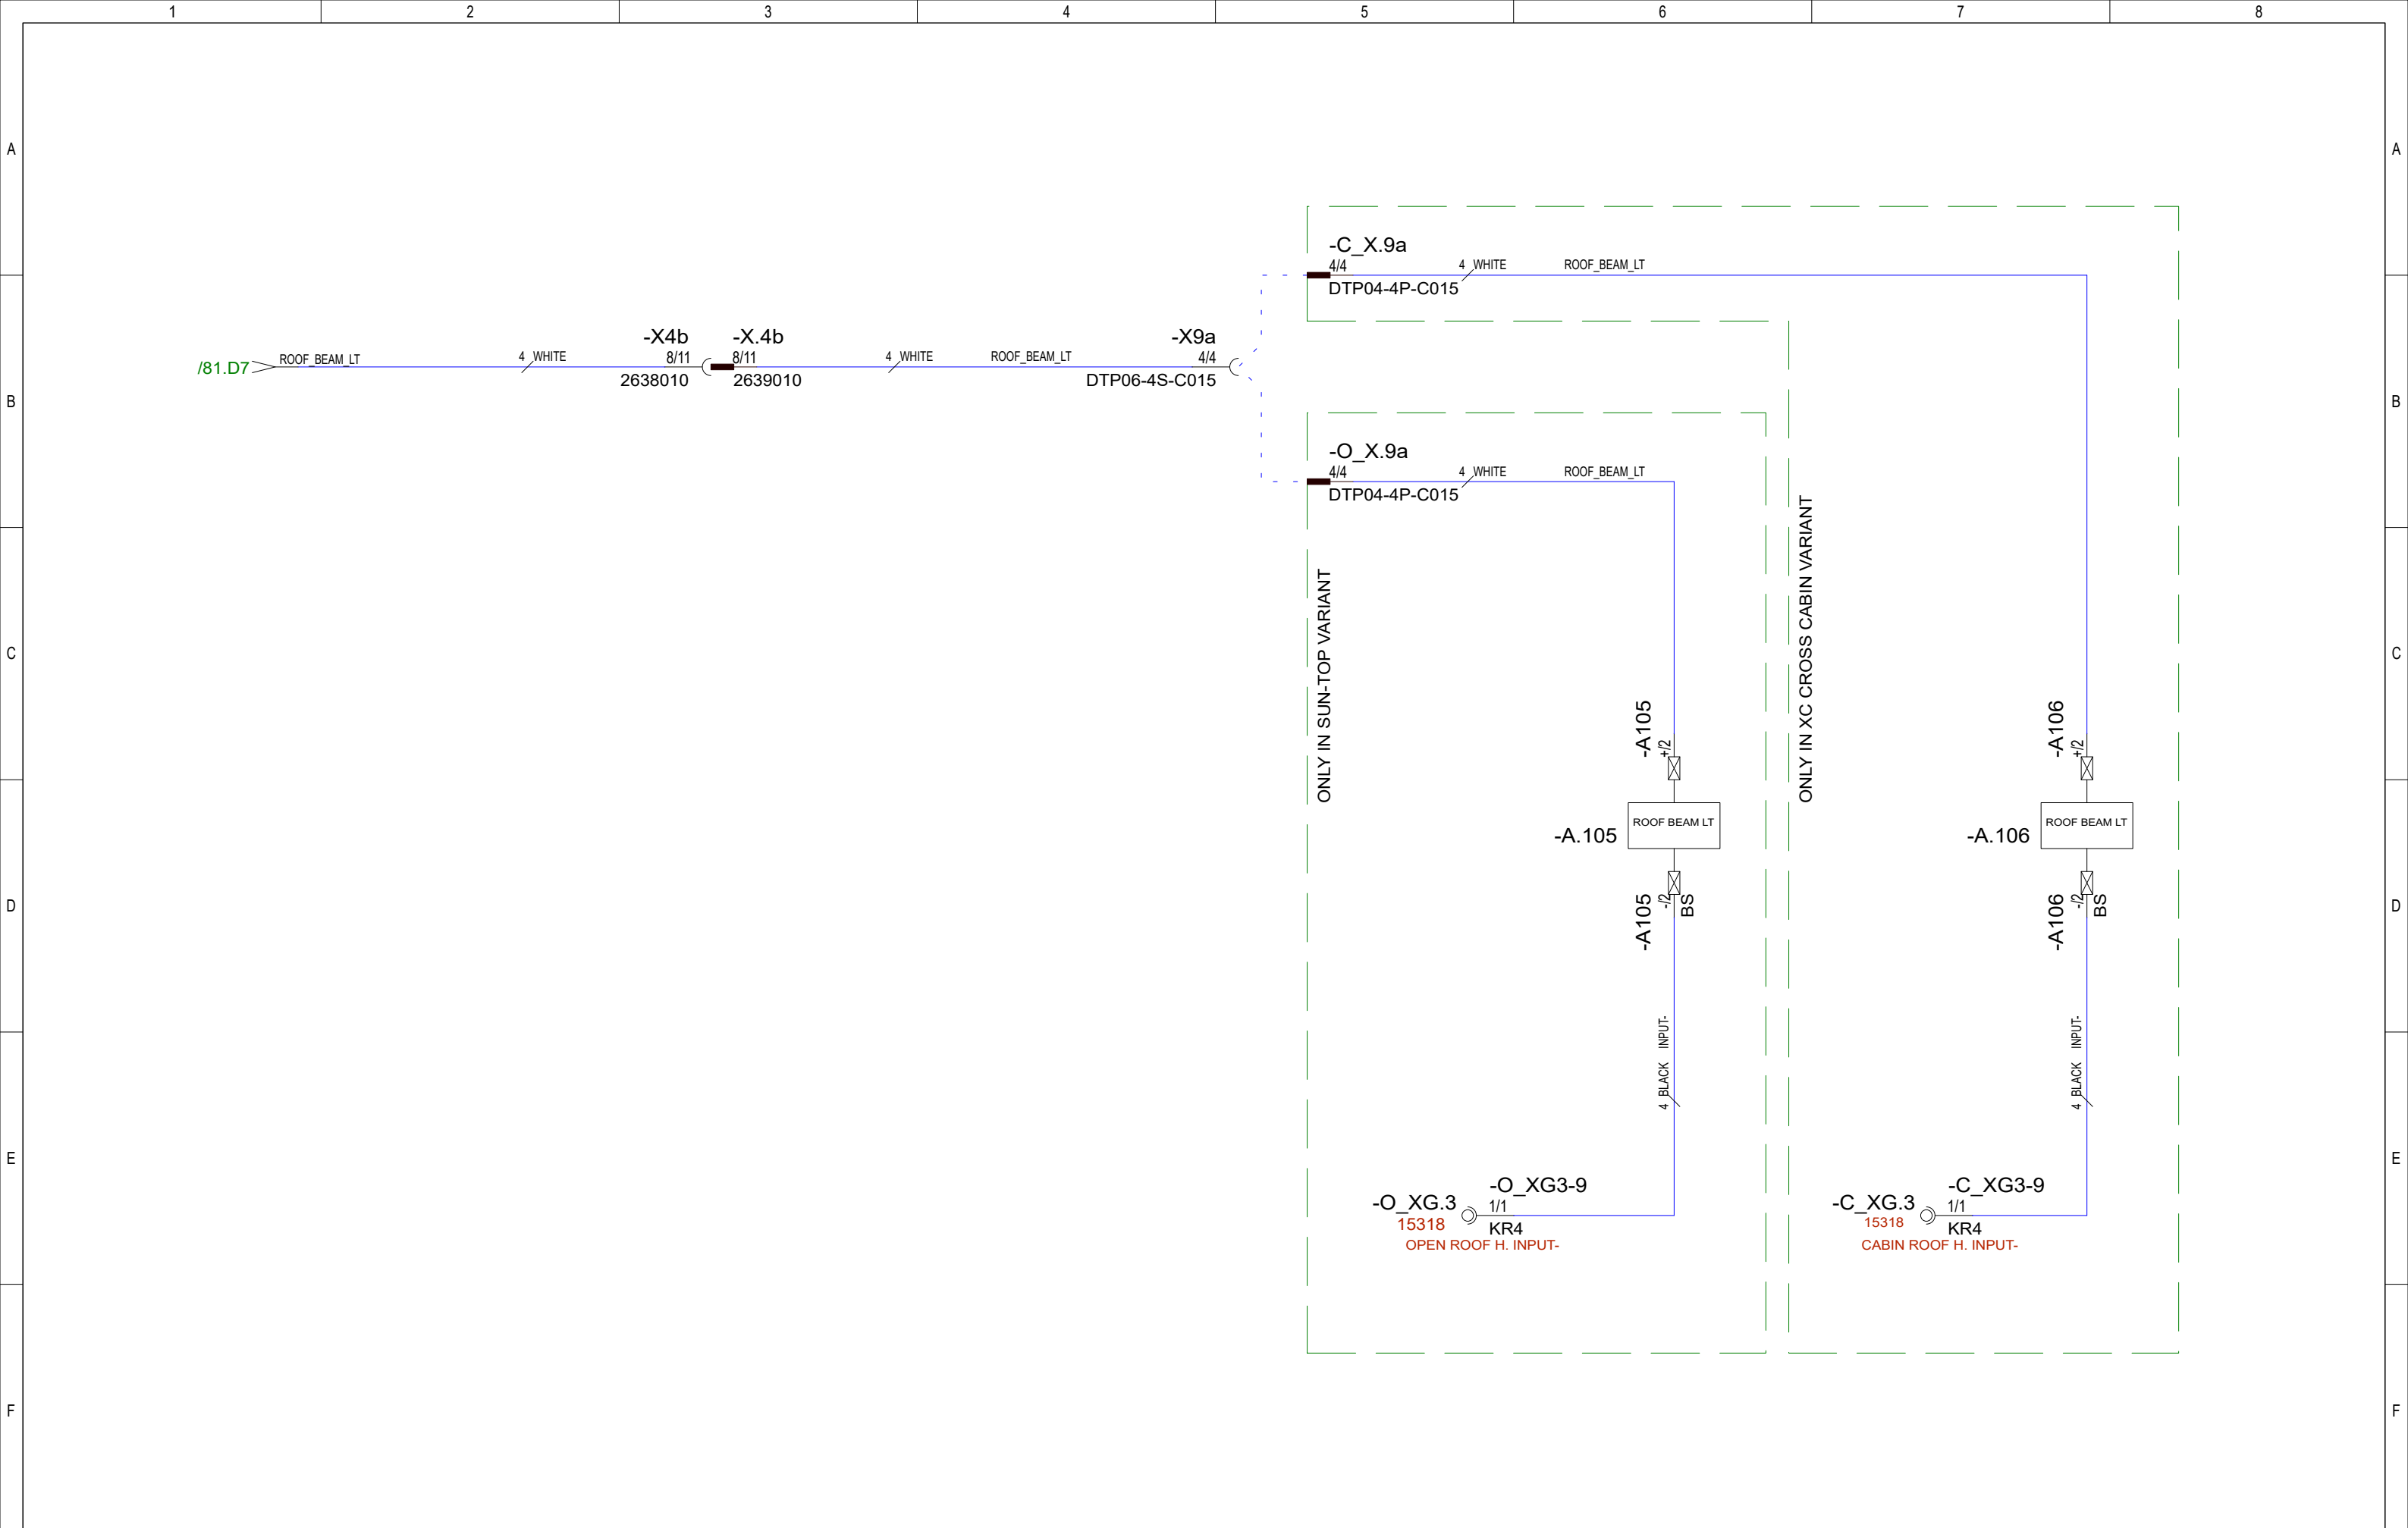 1 2 3 4 5 6 7 8
A A
-C_X.9a
4/4 4 WHITE ROOF_BEAM_LT
DTP04-4P-C015
-X4b -X.4b -X9a
/81.D7 ROOF_BEAM_LT 4 WHITE 8/11 8/11 4 WHITE ROOF_BEAM_LT 4/4
2638010 2639010 DTP06-4S-C015
B B
-O_X.9a
4/4 4 WHITE ROOF_BEAM_LT
DTP04-4P-C015
ONLY IN SUN-TOP VARIANT
ONLY IN XC CROSS CABIN VARIANT
C C
-A105 +/2
-A106 +/2
-A.105 ROOF BEAM LT
-A.106 ROOF BEAM LT
D D
-A105 -/2 BS
-A106 -/2 BS
4 BLACK INPUT-
4 BLACK INPUT-
E E
-O_XG.3 -O_XG3-9
1/1
15318 KR4
OPEN ROOF H. INPUT-
-C_XG.3 -C_XG3-9
1/1
15318 KR4
CABIN ROOF H. INPUT-
F F